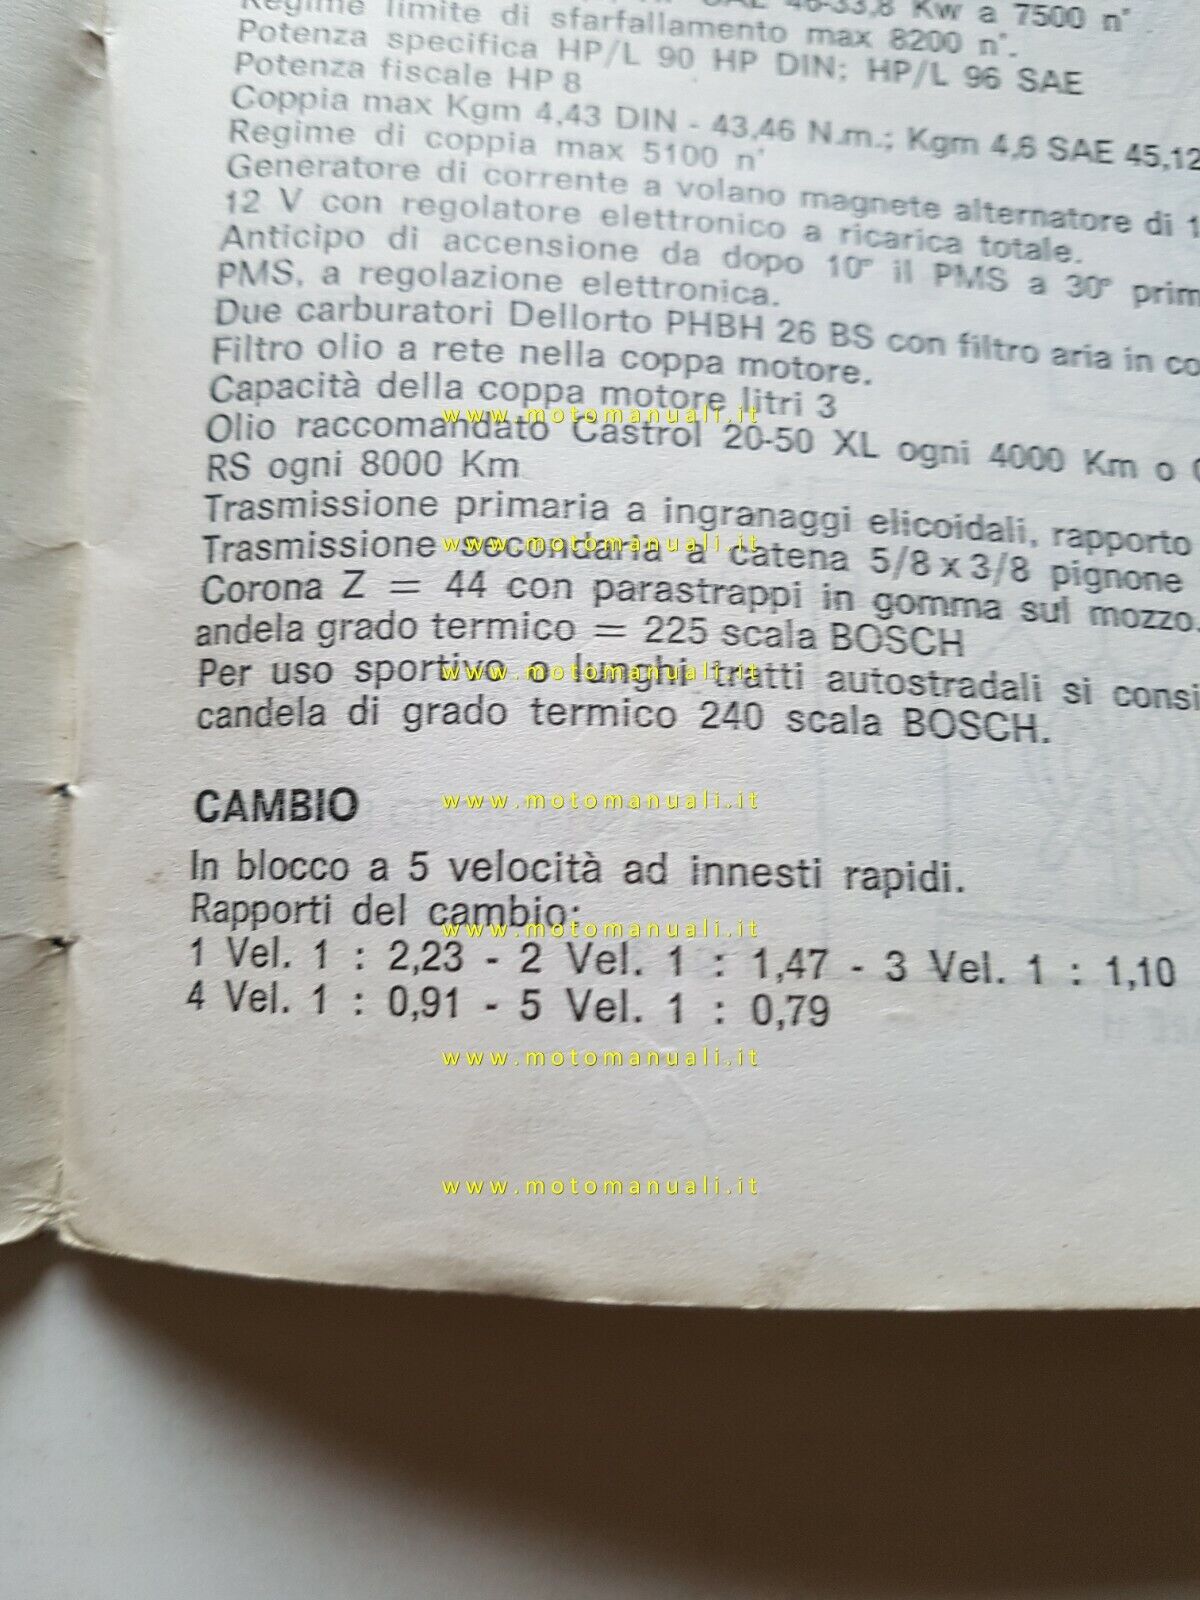 Regime limite di sfarfallamento max 8200 n°.
SAE 46-33,8 Kw a 7500 n°.
Potenza specifica HP/L 90 HP DIN; HP/L 96 SAE
Potenza fiscale HP 8
Coppia max Kgm 4,43 DIN - 43,46 N.m.; Kgm 4,6 SAE 45,12
Regime di coppia max 5100 n°
Generatore di corrente a volano magnete alternatore di 1
12 V con regolatore elettronico a ricarica totale.
Anticipo di accensione da dopo 10° il PMS a 30° prim
PMS, a regolazione elettronica.
Due carburatori Dellorto PHBH 26 BS con filtro aria in co
Filtro olio a rete nella coppa motore.
Capacità della coppa motore litri 3
www.motomanuali.it
Olio raccomandato Castrol 20-50 XL ogni 4000 Km o
RS ogni 8000 Km
Trasmissione primaria a ingranaggi elicoidali, rapporto
www.motomanuali.it
Trasmissione secondaria a catena 5/8 x 3/8 pignone
Corona Z = 44 con parastrappi in gomma sul mozzo.
andela grado termico = 225 scala BOSCH
www.motomanuali.it
Per uso sportivo o lunghi tratti autostradali si consi
candela di grado termico 240 scala BOSCH.
www.motomanuali.it
CAMBIO
In blocco a 5 velocità ad innesti rapidi.
Rapporti del cambio:
www.motomanuali.it
1 Vel. 1 : 2,23 - 2 Vel. 1 : 1,47 - 3 Vel. 1 : 1,10
4 Vel. 1 : 0,91 - 5 Vel. 1 : 0,79
www.motomanuali.it
www.motomanuali.it